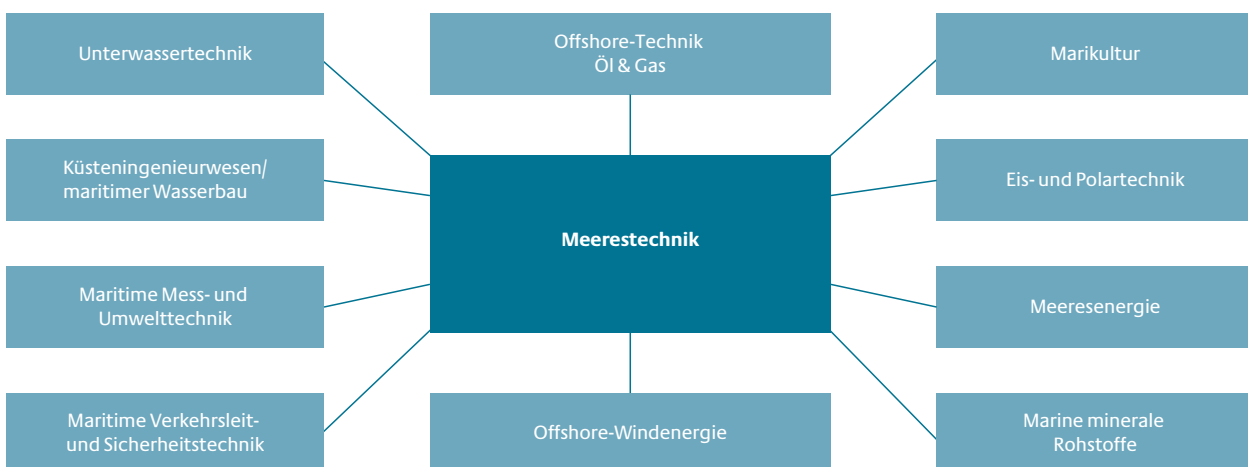 Unterwassertechnik
Offshore-Technik
Öl & Gas
Marikultur
Küsteningenieurwesen/
maritimer Wasserbau
Eis- und Polartechnik
Meerestechnik
Maritime Mess- und
Umwelttechnik
Meeresenergie
Maritime Verkehrsleit-
und Sicherheitstechnik
Offshore-Windenergie
Marine minerale
Rohstoffe